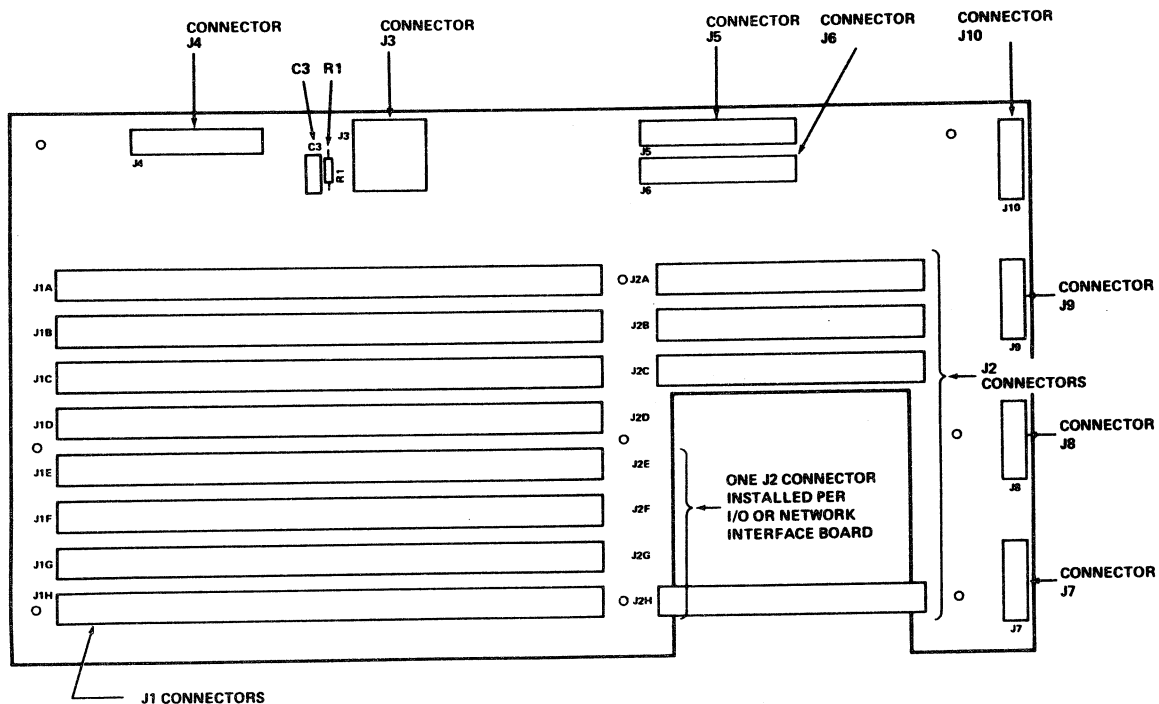 CONNECTOR
J4
CONNECTOR
J3
C3 R1
CONNECTOR
J5
CONNECTOR
J6
CONNECTOR
J10
J4
C3
R1
J3
J5
J6
J10
J1A
J1B
J1C
J1D
J1E
J1F
J1G
J1H
J2A
J2B
J2C
J2D
J2E
J2F
J2G
J2H
ONE J2 CONNECTOR
INSTALLED PER
I/O OR NETWORK
INTERFACE BOARD
J2
CONNECTORS
CONNECTOR
J9
J9
CONNECTOR
J8
J8
CONNECTOR
J7
J7
J1 CONNECTORS